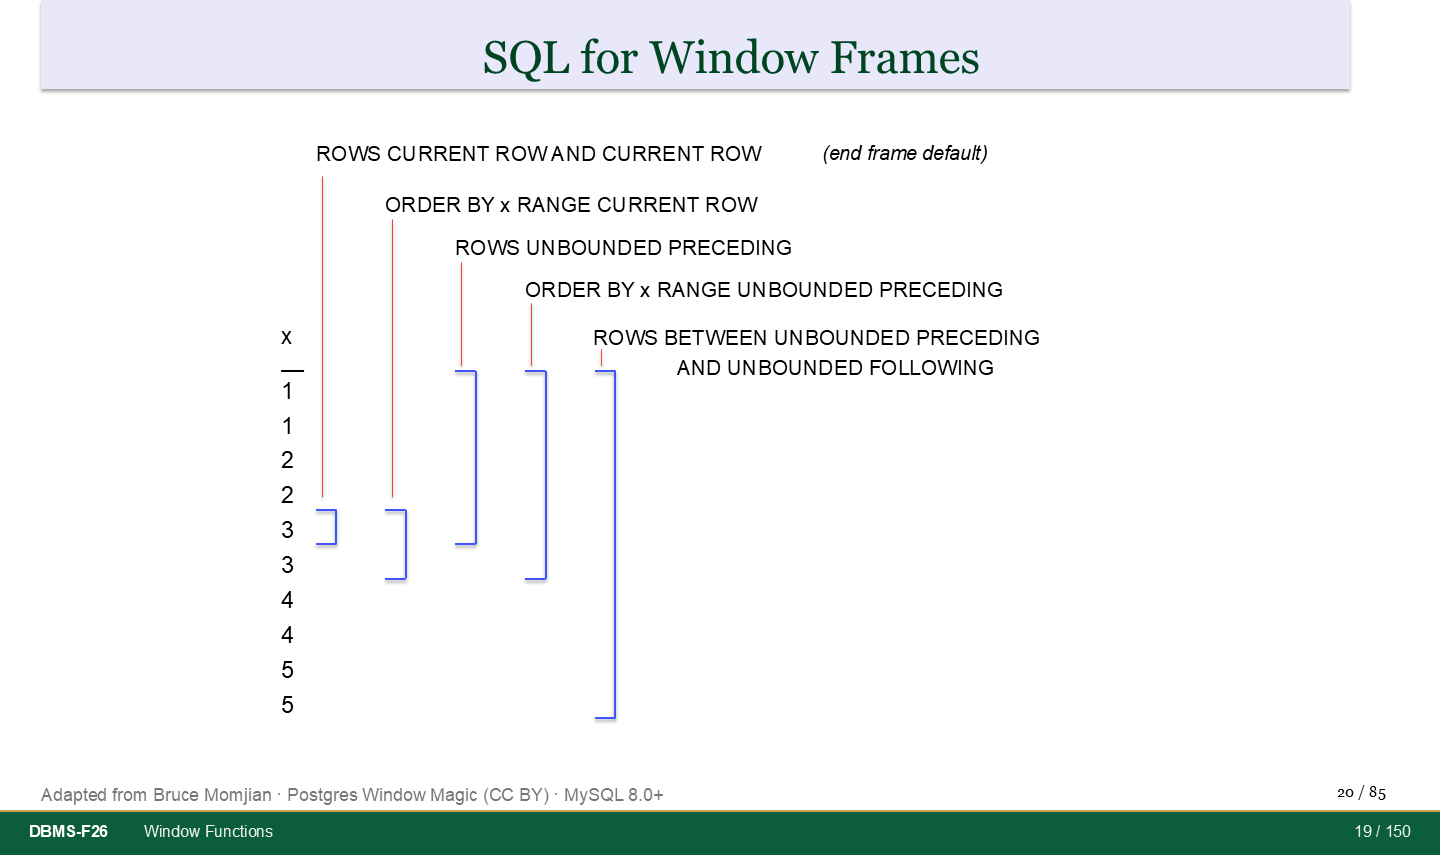 SQL for Window Frames
ROWS CURRENT ROW AND CURRENT ROW (end frame default)
ORDER BY x RANGE CURRENT ROW
ROWS UNBOUNDED PRECEDING
ORDER BY x RANGE UNBOUNDED PRECEDING
x
ROWS BETWEEN UNBOUNDED PRECEDING
AND UNBOUNDED FOLLOWING
1
1
2
2
3
3
4
4
5
5
Adapted from Bruce Momjian · Postgres Window Magic (CC BY) · MySQL 8.0+
20 / 85
DBMS-F26 Window Functions 19 / 150